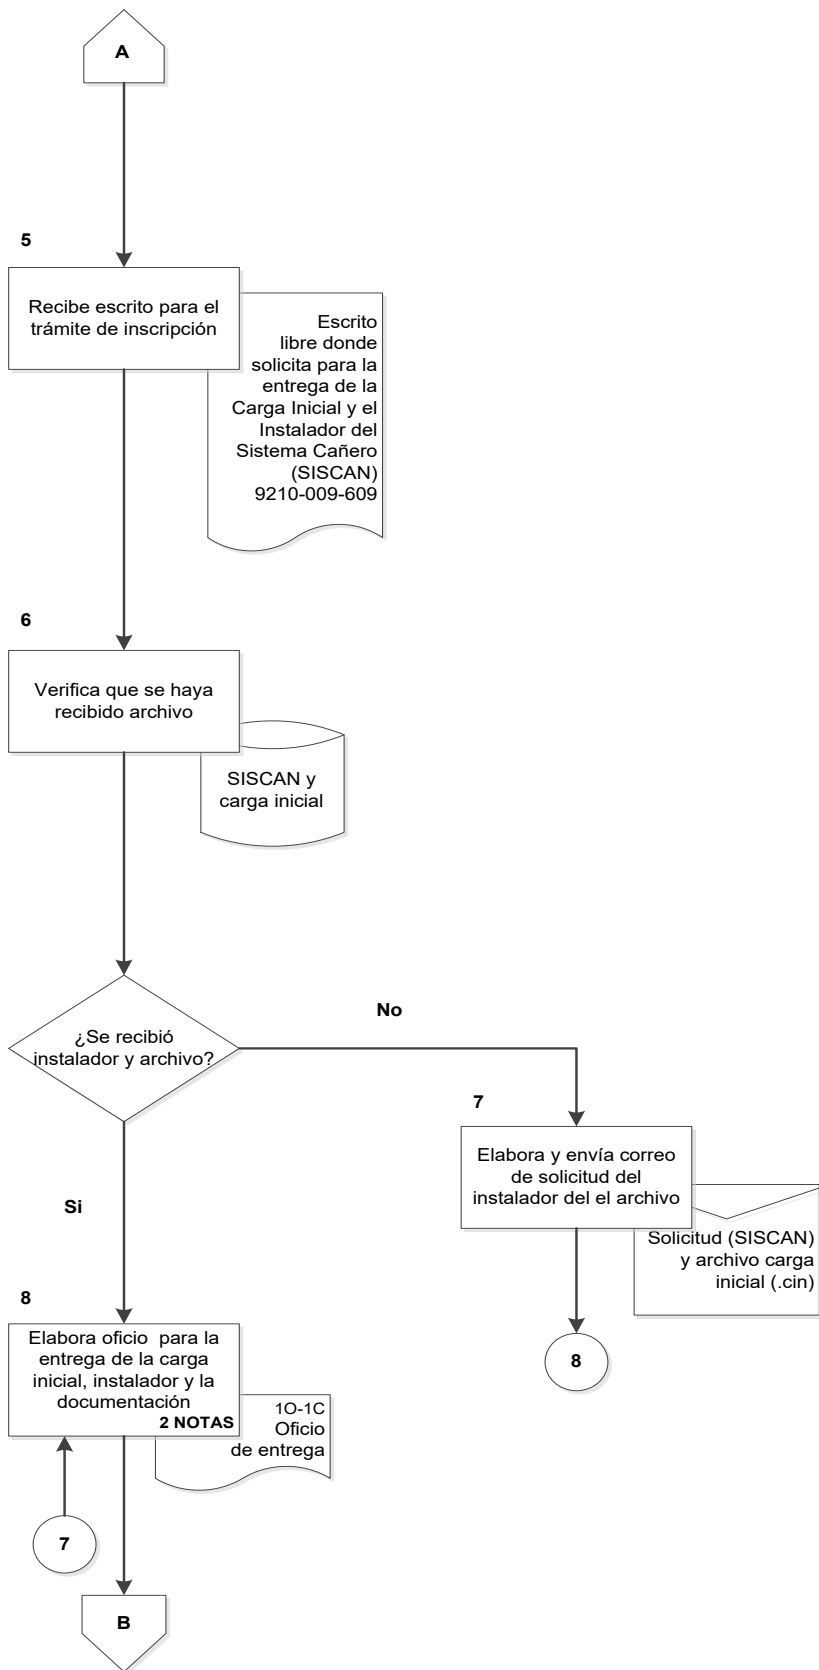 A
5
Recibe escrito para el
trámite de inscripción
Escrito
libre donde
solicita para la
entrega de la
Carga Inicial y el
Instalador del
Sistema Cañero
(SISCAN)
9210-009-609
6
Verifica que se haya
recibido archivo
SISCAN y
carga inicial
¿Se recibió
instalador y archivo?
No
7
Elabora y envía correo
de solicitud del
instalador del el archivo
Solicitud (SISCAN)
y archivo carga
inicial (.cin)
8
Si
8
Elabora oficio para la
entrega de la carga
inicial, instalador y la
documentación
2 NOTAS
1O-1C
Oficio
de entrega
7
B